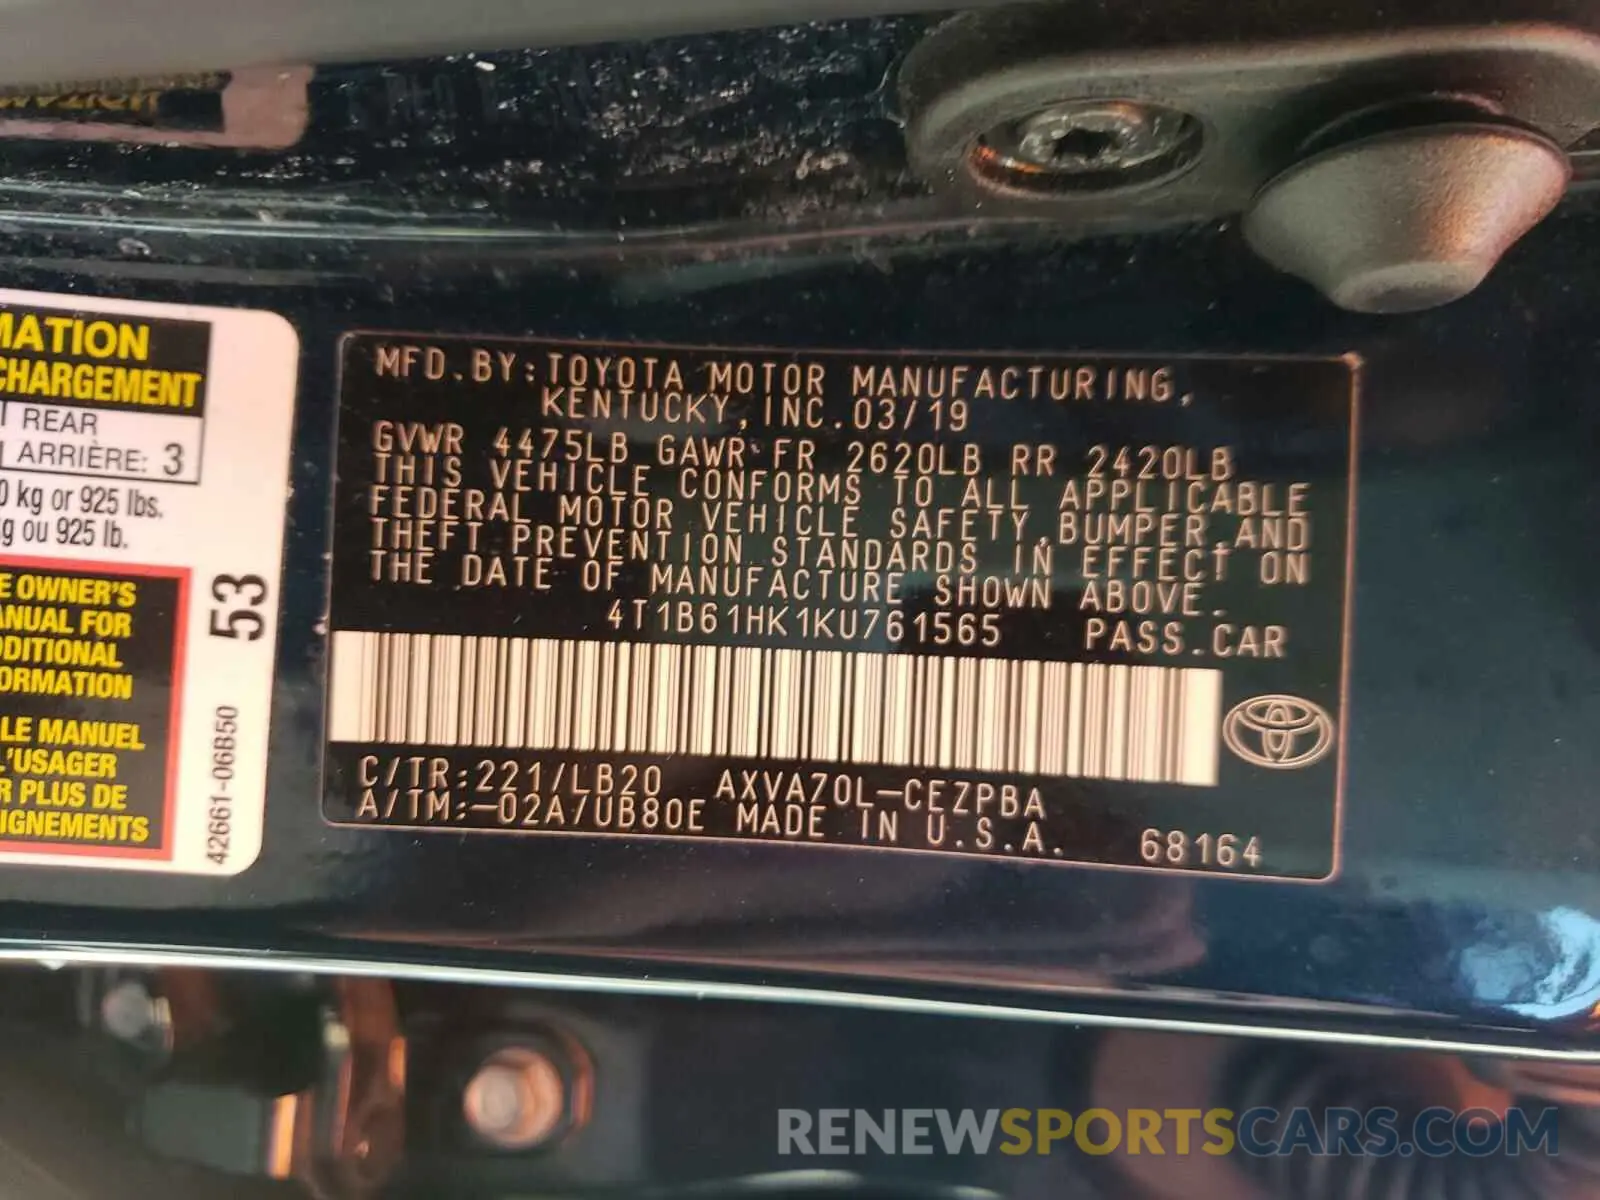 MATION
CHARGEMENT
REAR
ARRIÈRE: 3
0 kg or 925 lbs.
g ou 925 lb.
E OWNER'S
ANUAL FOR
DDITIONAL
ORMATION
LE MANUEL
L'USAGER
R PLUS DE
IGNEMENTS
53
42661-06B50
MFD.BY:TOYOTA MOTOR MANUFACTURING,
KENTUCKY,INC.03/19
GVWR 4475LB GAWR FR 2620LB RR 2420LB
THIS VEHICLE CONFORMS TO ALL APPLICABLE
FEDERAL MOTOR VEHICLE SAFETY,BUMPER,AND
THEFT PREVENTION STANDARDS IN EFFECT ON
THE DATE OF MANUFACTURE SHOWN ABOVE.
4T1B61HK1KU761565 PASS.CAR
C/TR:221/LB20 AXVA70L-CEZPBA
A/TM:-02A/UB80E MADE IN U.S.A.
68164
RENEWSPORTSCARS.COM